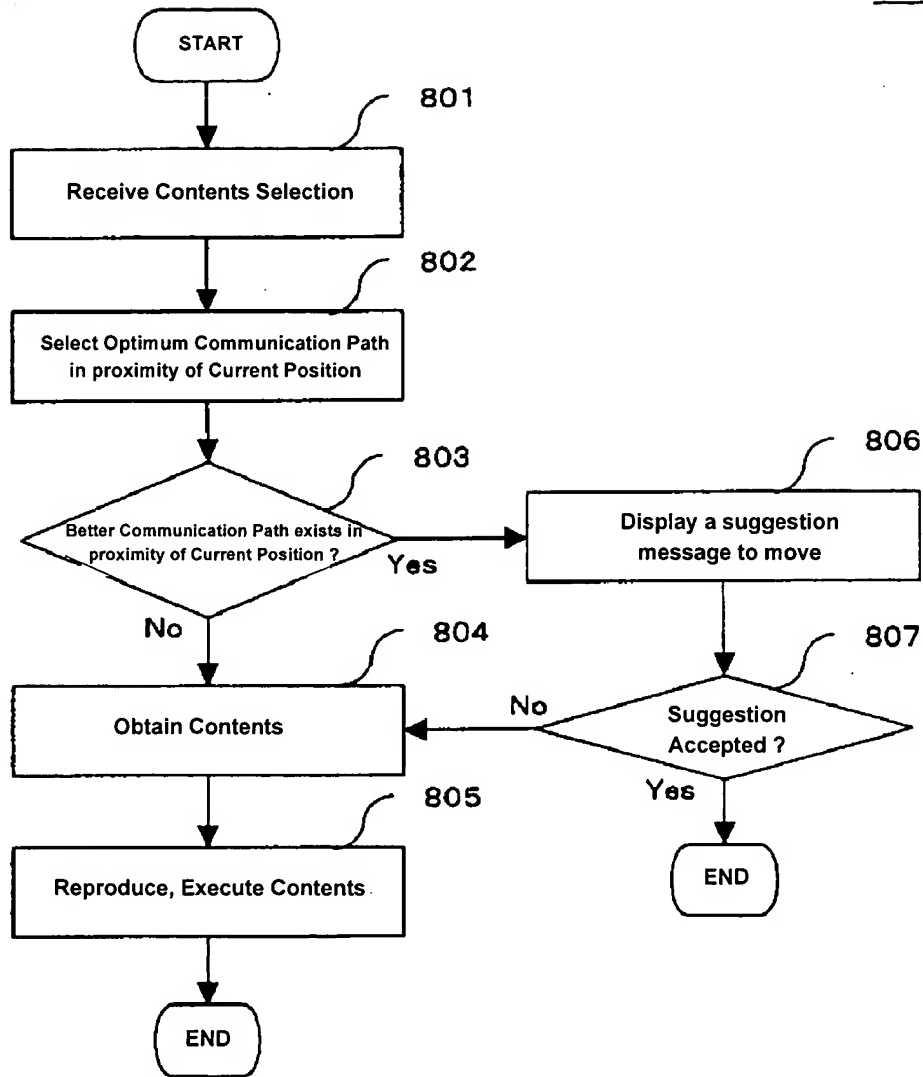 START
801
Receive Contents Selection
802
Select Optimum Communication Path
in proximity of Current Position
803
Better Communication Path exists in
proximity of Current Position ?
Yes
No
806
Display a suggestion
message to move
807
Suggestion
Accepted ?
No
Yes
END
804
Obtain Contents
805
Reproduce, Execute Contents
END